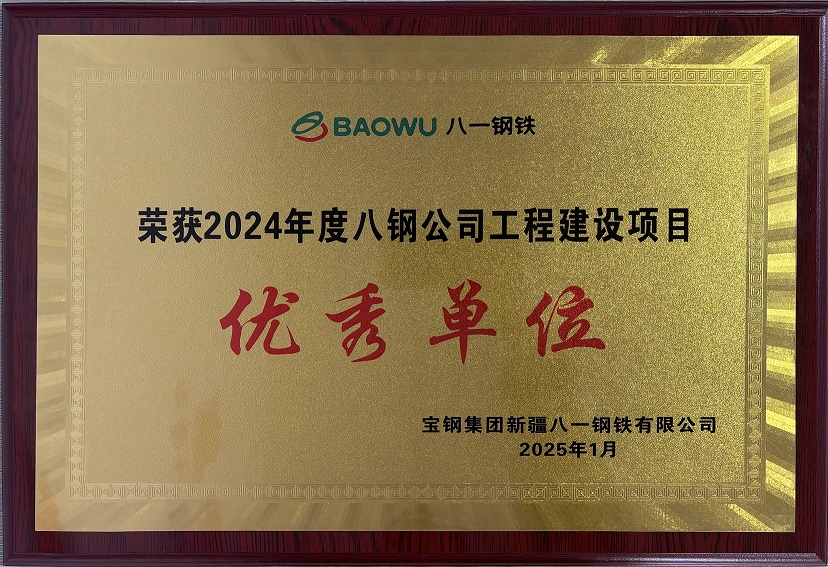 BAOWU 八一钢铁
荣获2024年度八钢公司工程建设项目
优秀单位
宝钢集团新疆八一钢铁有限公司
2025年1月